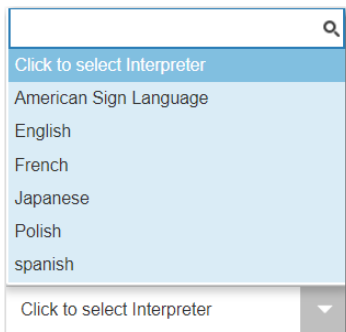 Click to select Interpreter
American Sign Language
English
French
Japanese
Polish
spanish
Click to select Interpreter